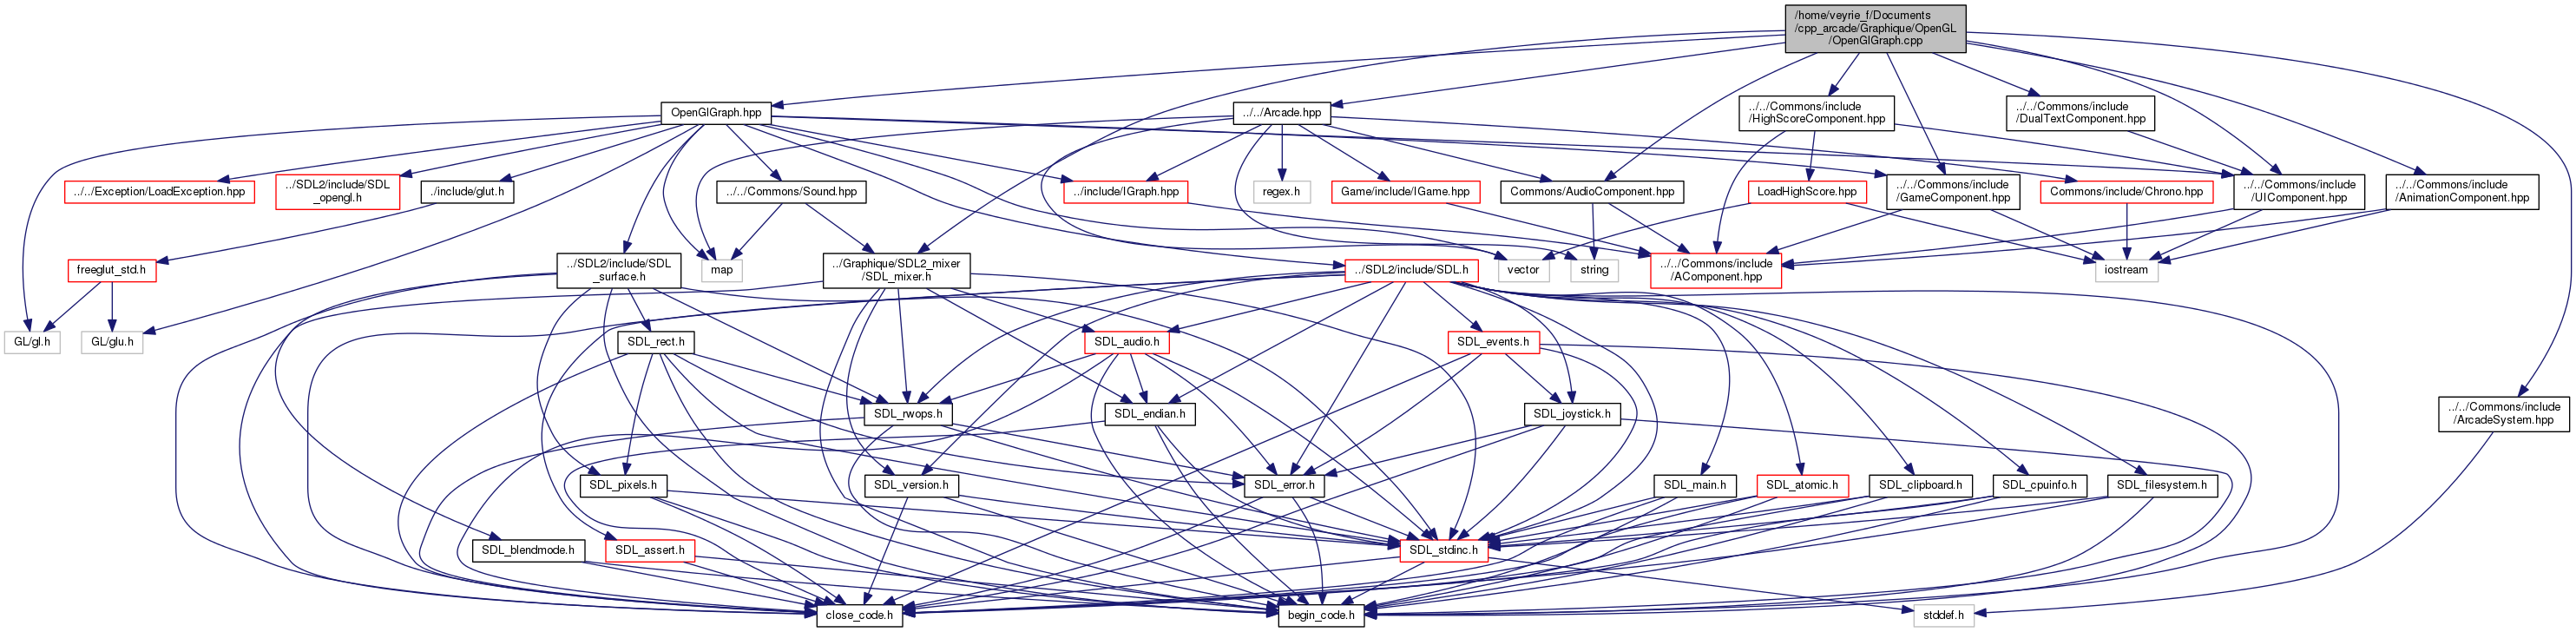 /home/veyrie_f/Documents
/cpp_arcade/Graphique/OpenGL
/OpenGlGraph.cpp
OpenGlGraph.hpp
../../Arcade.hpp
../../Commons/include
/HighScoreComponent.hpp
../../Commons/include
/DualTextComponent.hpp
../../Exception/LoadException.hpp
../SDL2/include/SDL
_opengl.h
../include/glut.h
../../Commons/Sound.hpp
../include/IGraph.hpp
regex.h
Game/include/IGame.hpp
Commons/AudioComponent.hpp
LoadHighScore.hpp
../../Commons/include
/GameComponent.hpp
Commons/include/Chrono.hpp
../../Commons/include
/UIComponent.hpp
../../Commons/include
/AnimationComponent.hpp
freeglut_std.h
../SDL2/include/SDL
_surface.h
map
../Graphique/SDL2_mixer
/SDL_mixer.h
../SDL2/include/SDL.h
vector
string
../../Commons/include
/AComponent.hpp
iostream
GL/gl.h
GL/glu.h
SDL_rect.h
SDL_audio.h
SDL_events.h
SDL_rwops.h
SDL_endian.h
SDL_joystick.h
../../Commons/include
/ArcadeSystem.hpp
SDL_pixels.h
SDL_version.h
SDL_error.h
SDL_main.h
SDL_atomic.h
SDL_clipboard.h
SDL_cpuinfo.h
SDL_filesystem.h
SDL_blendmode.h
SDL_assert.h
SDL_stdinc.h
close_code.h
begin_code.h
stddef.h